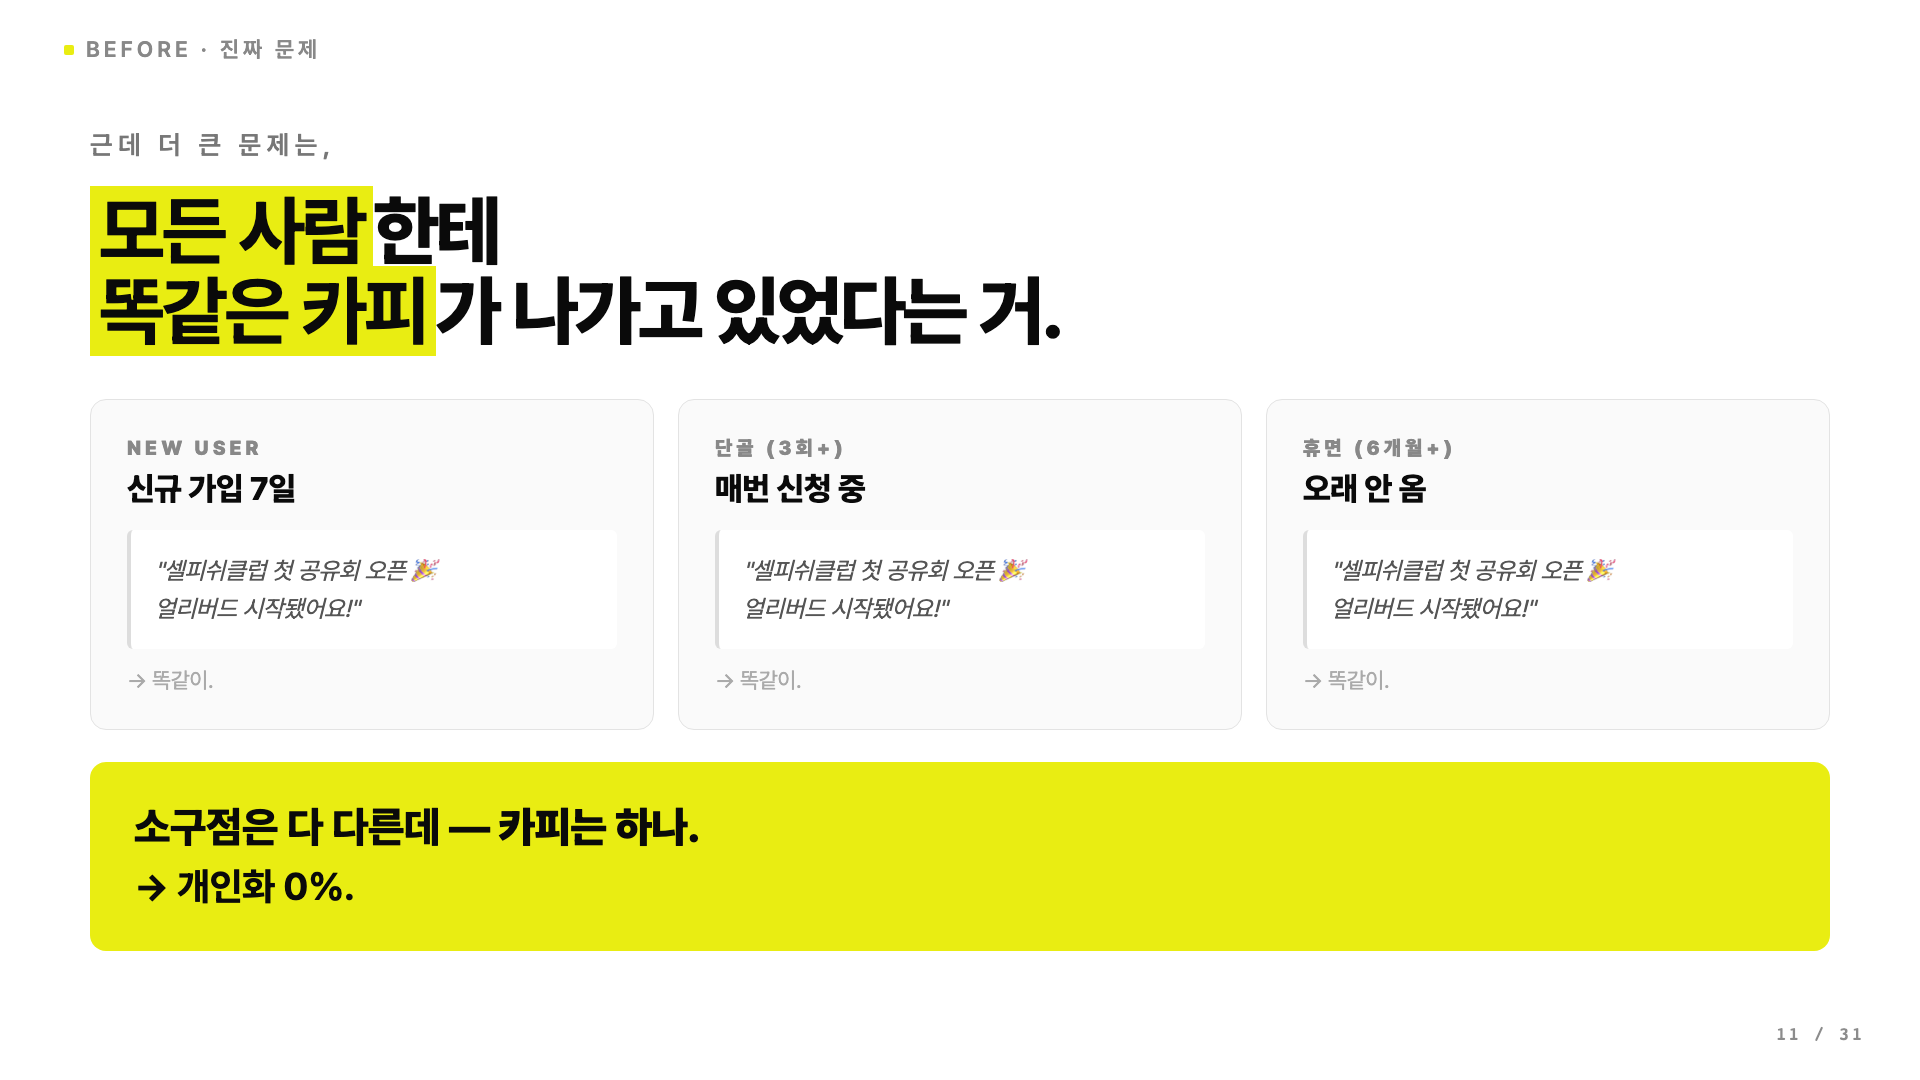 BEFORE · 진짜 문제
근데 더 큰 문제는,
모든 사람한테
똑같은 카피가 나가고 있었다는 거.
NEW USER
신규 가입 7일
"셀피쉬클럽 첫 공유회 오픈 🎉
얼리버드 시작됐어요!"
→ 똑같이.
단골 (3회+)
매번 신청 중
"셀피쉬클럽 첫 공유회 오픈 🎉
얼리버드 시작됐어요!"
→ 똑같이.
휴면 (6개월+)
오래 안 옴
"셀피쉬클럽 첫 공유회 오픈 🎉
얼리버드 시작됐어요!"
→ 똑같이.
소구점은 다 다른데 — 카피는 하나.
→ 개인화 0%.
11 / 31